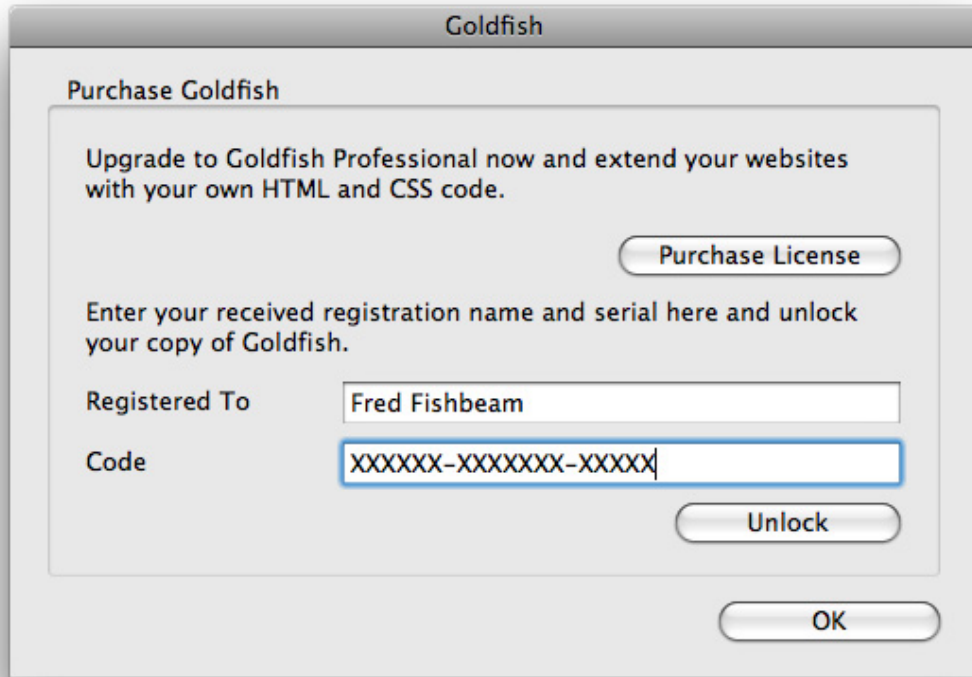 Goldfish
Purchase Goldfish
Upgrade to Goldfish Professional now and extend your websites
with your own HTML and CSS code.
Purchase License
Enter your received registration name and serial here and unlock
your copy of Goldfish.
Registered To Fred Fishbeam
Code XXXXXX-XXXXXXX-XXXXX
Unlock
OK